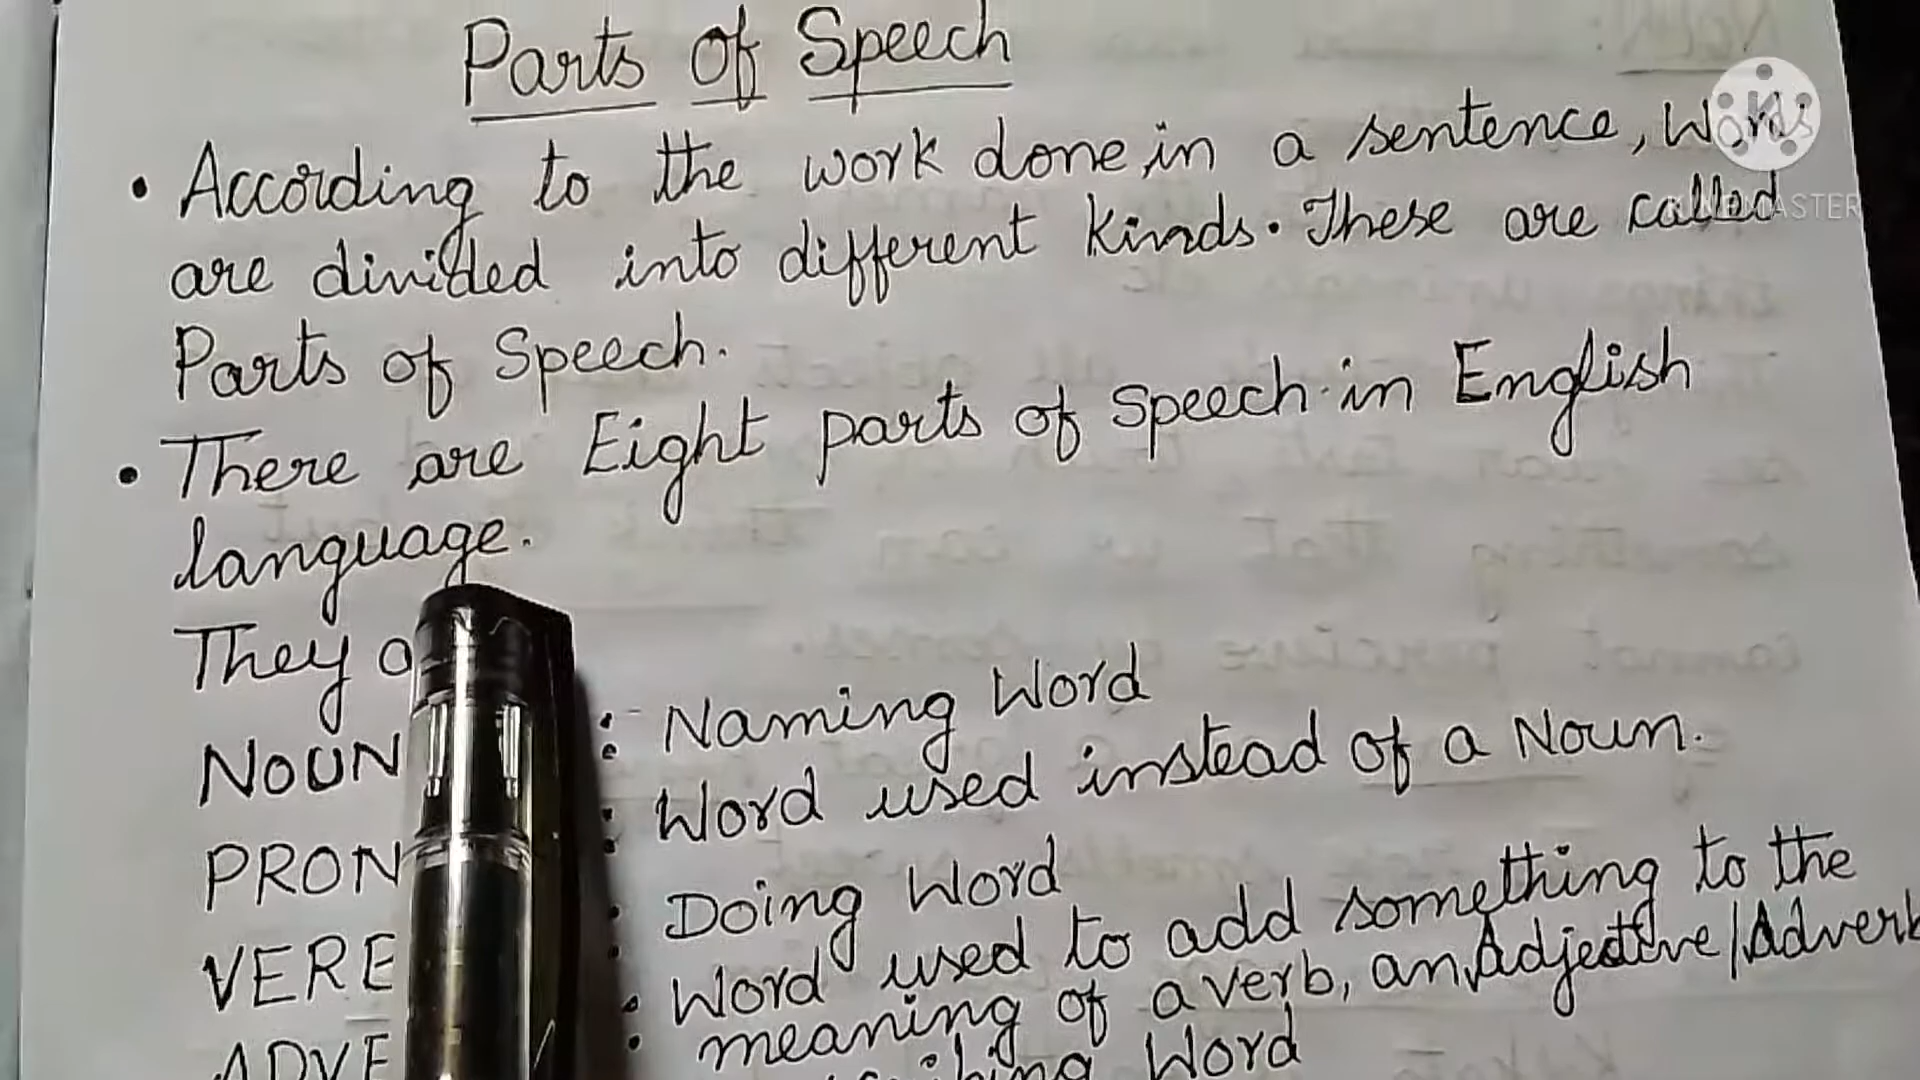 Parts of Speech
• According to the work done in a sentence, Words
are divided into different kinds. These are called
Parts of Speech.
• There are Eight parts of Speech in English
language.
They
NOUN : Naming Word
PRON : Word used instead of a Noun.
VERB : Doing Word
ADVE : Word used to add something to the
meaning of a verb, an Adjective/Adverb
Word
KINEMASTER